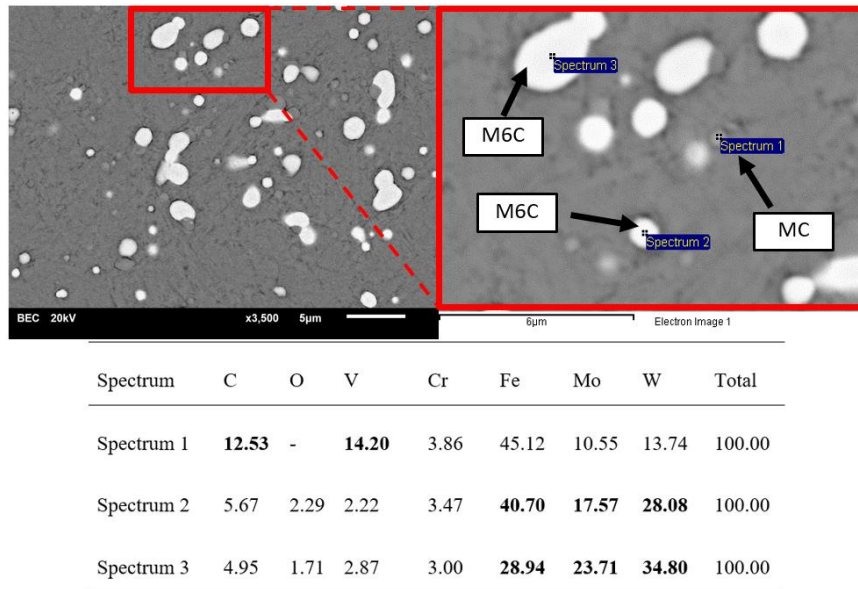 Spectrum 3
M6C
Spectrum 1
M6C
Spectrum 2
MC
BEC 20kV x3,500 5µm
6µm Electron Image 1
Spectrum C O V Cr Fe Mo W Total
Spectrum 1 12.53 - 14.20 3.86 45.12 10.55 13.74 100.00
Spectrum 2 5.67 2.29 2.22 3.47 40.70 17.57 28.08 100.00
Spectrum 3 4.95 1.71 2.87 3.00 28.94 23.71 34.80 100.00